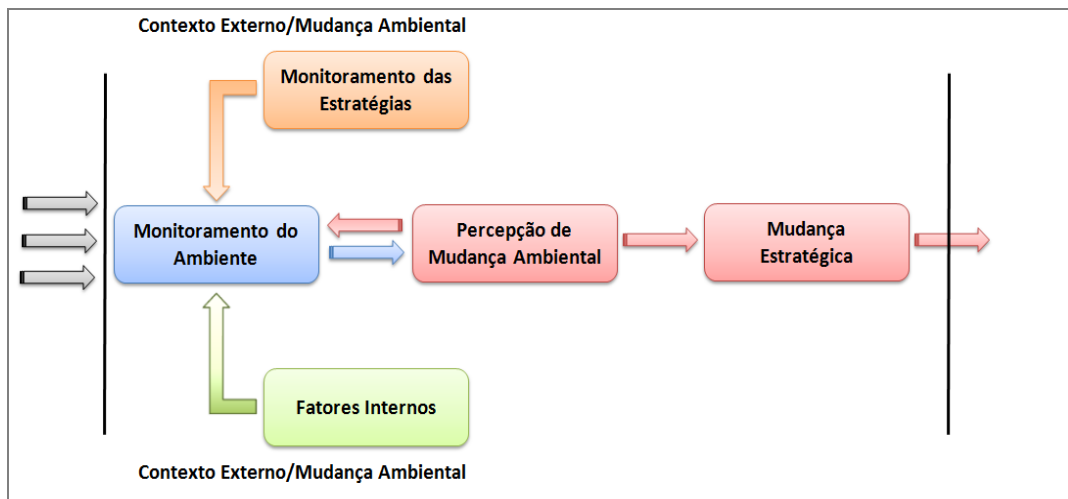 Contexto Externo/Mudança Ambiental
Monitoramento das
Estratégias
Monitoramento do
Ambiente
Percepção de
Mudança Ambiental
Mudança
Estratégica
Fatores Internos
Contexto Externo/Mudança Ambiental